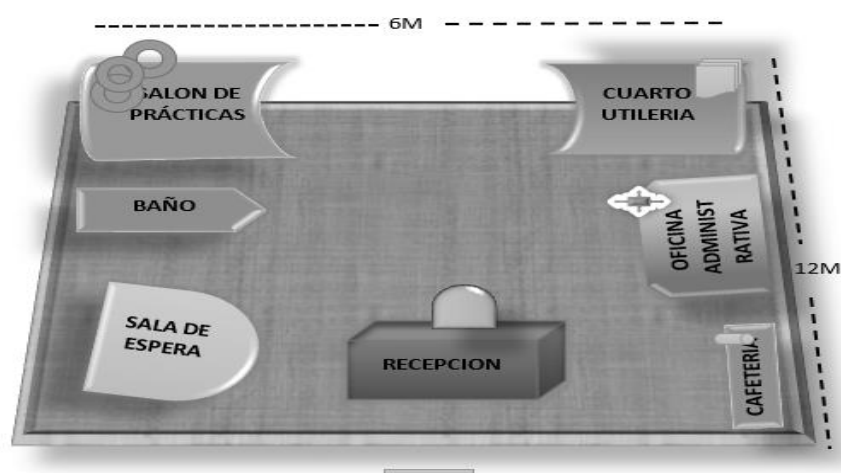 6M
SALON DE
PRÁCTICAS
CUARTO
UTILERIA
BAÑO
OFICINA
ADMINIST
RATIVA
12M
SALA DE
ESPERA
RECEPCION
CAFETERIA